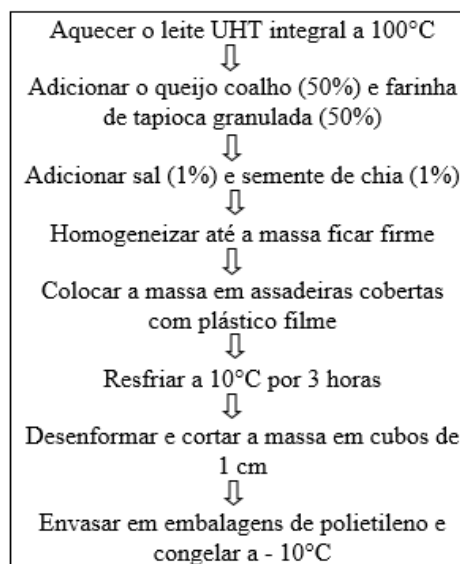 Aquecer o leite UHT integral a 100°C
⇩
Adicionar o queijo coalho (50%) e farinha
de tapioca granulada (50%)
⇩
Adicionar sal (1%) e semente de chia (1%)
⇩
Homogeneizar até a massa ficar firme
⇩
Colocar a massa em assadeiras cobertas
com plástico filme
⇩
Resfriar a 10°C por 3 horas
⇩
Desenformar e cortar a massa em cubos de
1 cm
⇩
Envasar em embalagens de polietileno e
congelar a - 10°C